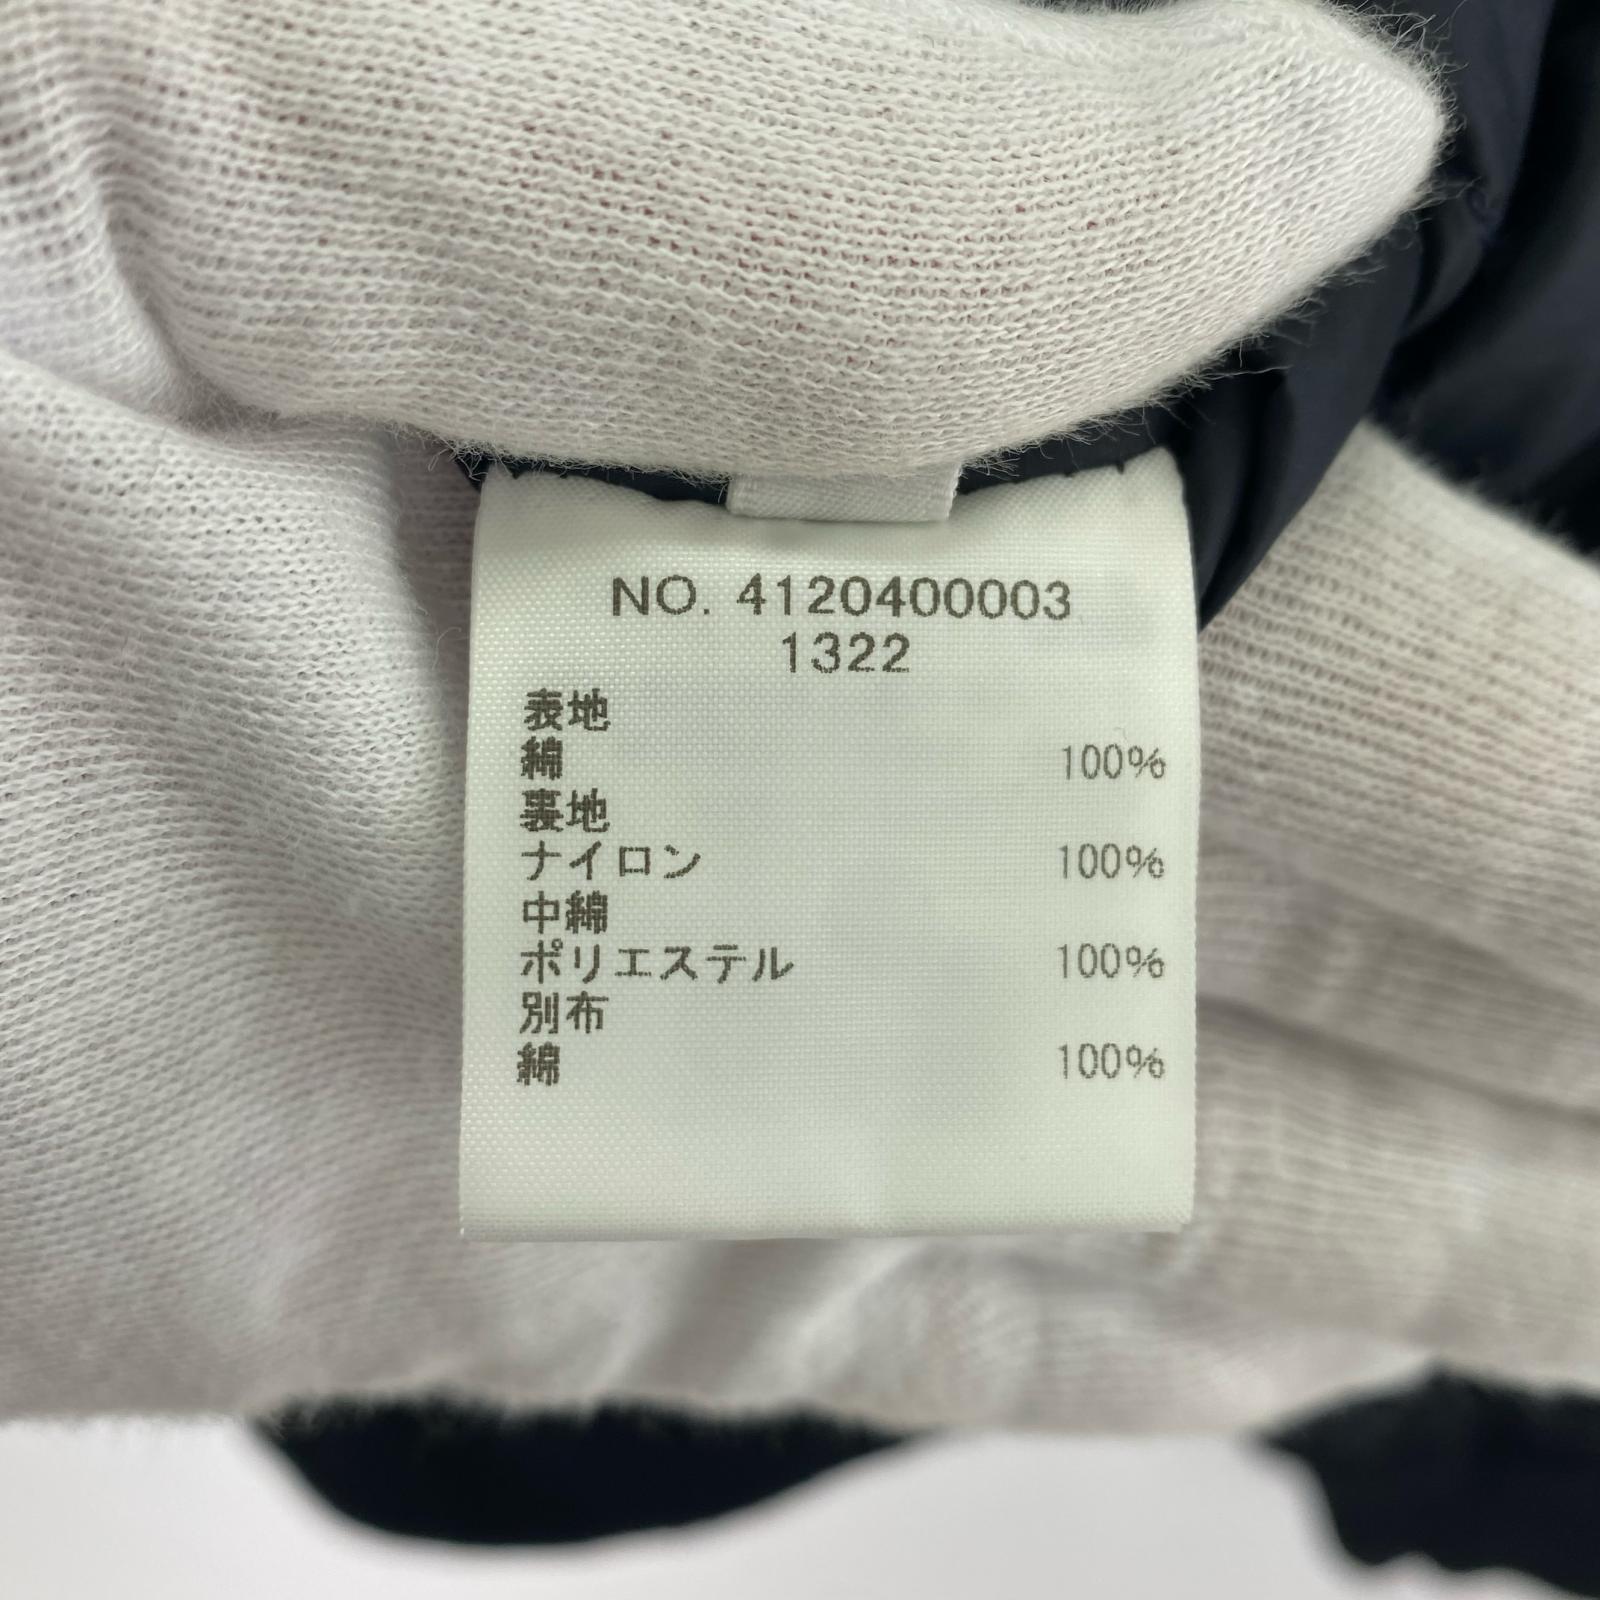 NO. 4120400003
1322
表地
綿 100%
裏地
ナイロン 100%
中綿
ポリエステル 100%
別布
綿 100%